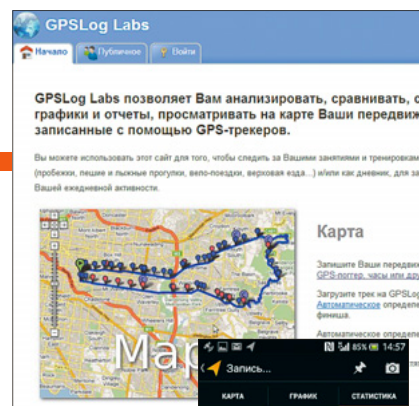 GPSLog Labs
Начало Публичное Войти
GPSLog Labs позволяет Вам анализировать, сравнивать, с
графики и отчеты, просматривать на карте Ваши передвиж
записанные с помощью GPS-трекеров.
Вы можете использовать этот сайт для того, чтобы следить за Вашими занятиями и тренировкам
(пробежки, пешие и лыжные прогулки, вело-поездки, верховая езда...) и/или как дневник, для за
Вашей ежедневной активности.
Карта
Запишите Ваши передвиж
GPS-логгер, часы или дру
Загрузите трек на GPSLog
Автоматическое определе
финиша.
Автоматическое определе
Map
85% 14:57
Запись...
КАРТА ГРАФИК СТАТИСТИКА